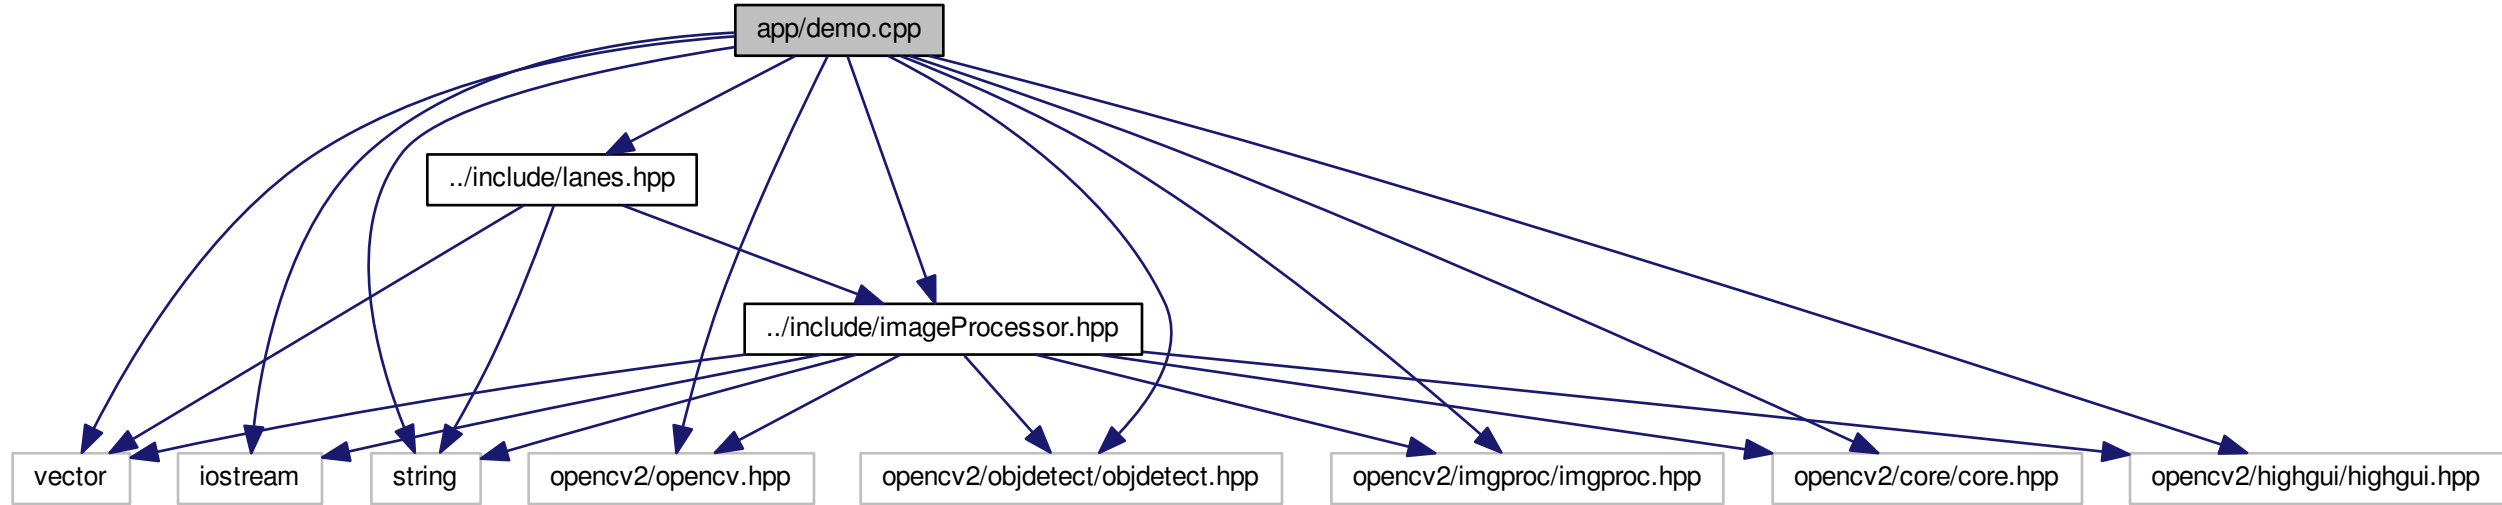 app/demo.cpp
../include/lanes.hpp
../include/imageProcessor.hpp
vector
iostream
string
opencv2/opencv.hpp
opencv2/objdetect/objdetect.hpp
opencv2/imgproc/imgproc.hpp
opencv2/core/core.hpp
opencv2/highgui/highgui.hpp